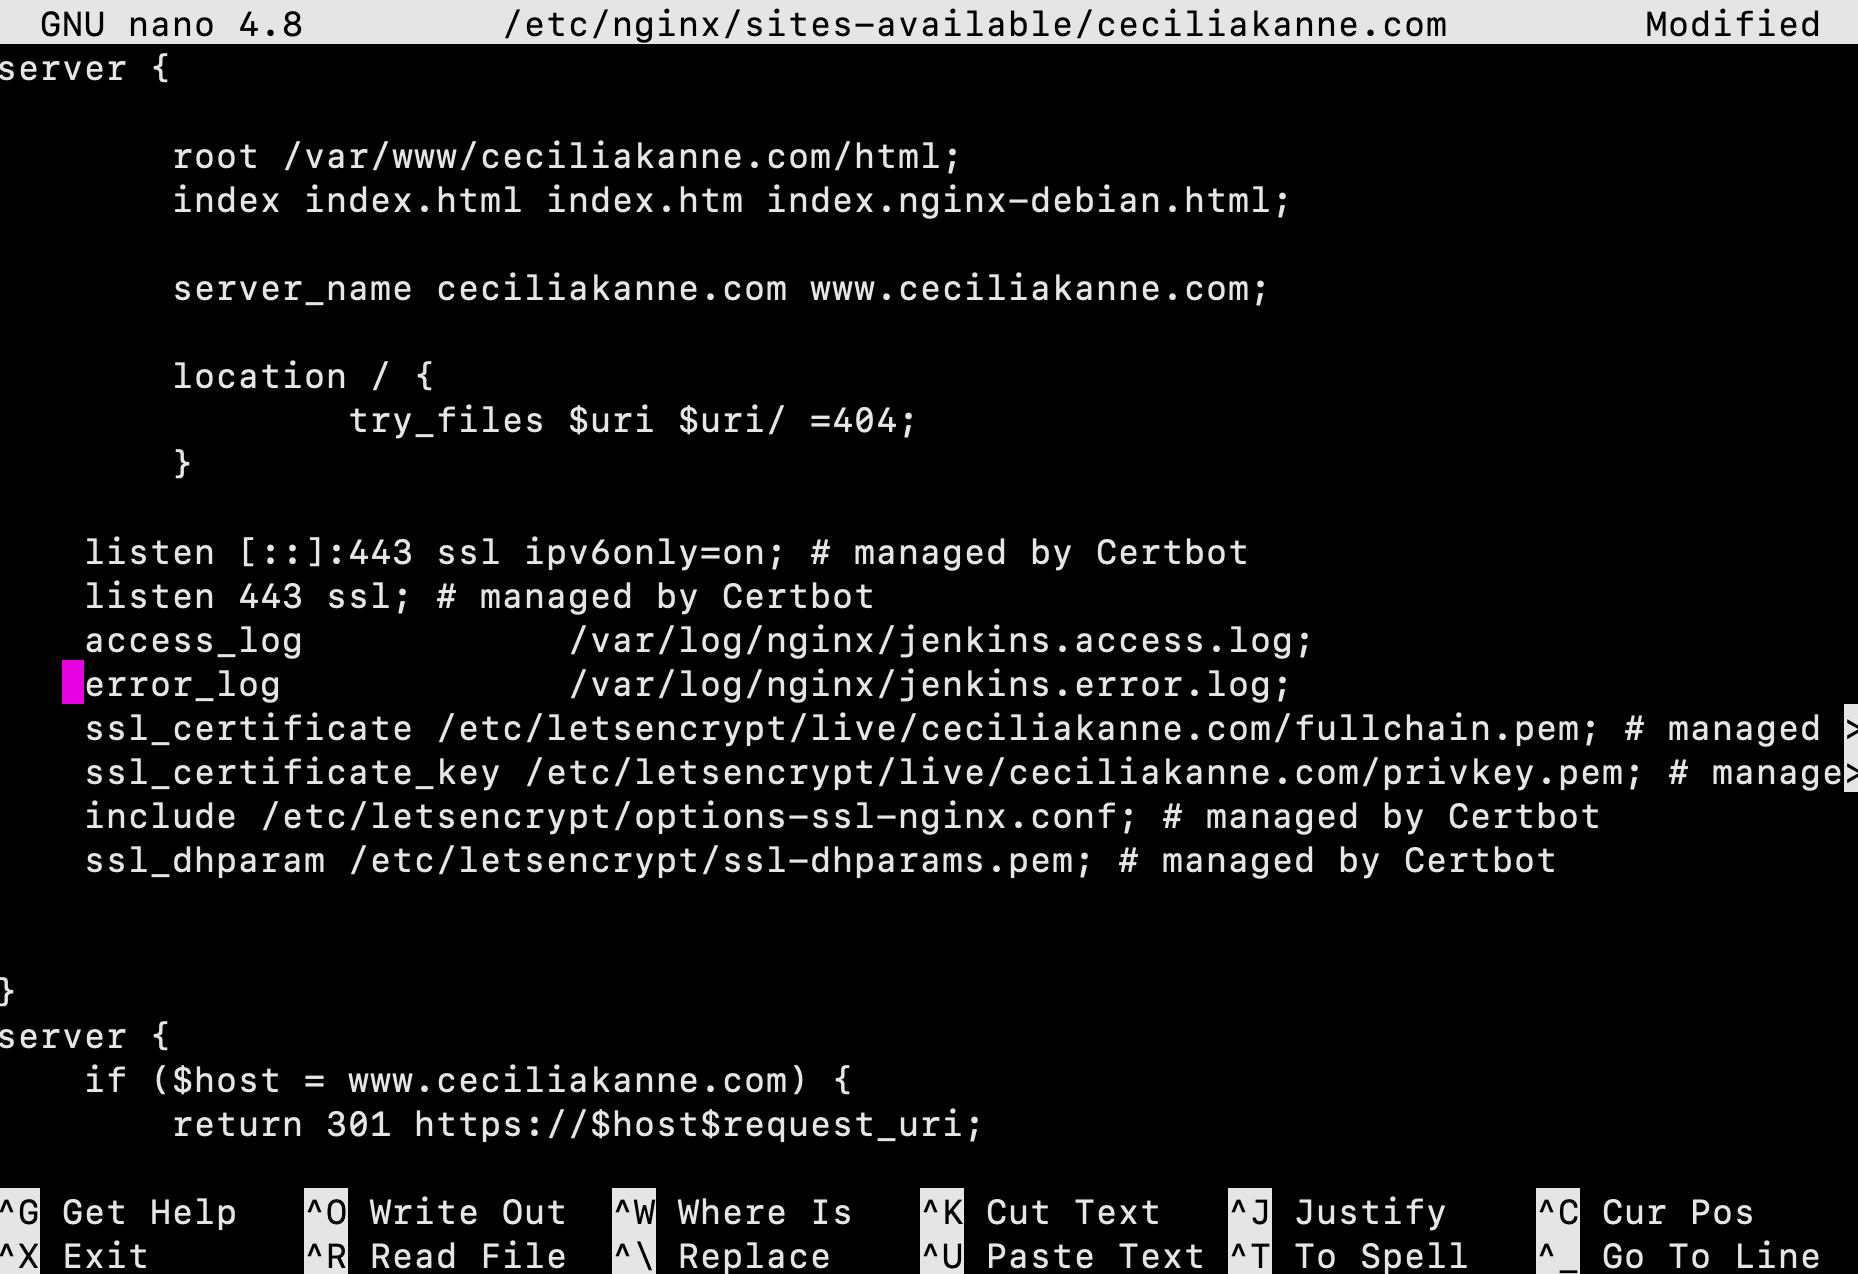 GNU nano 4.8 /etc/nginx/sites-available/ceciliakanne.com Modified
server {
root /var/www/ceciliakanne.com/html;
index index.html index.htm index.nginx-debian.html;
server_name ceciliakanne.com www.ceciliakanne.com;
location / {
try_files $uri $uri/ =404;
}
listen [::]:443 ssl ipv6only=on; # managed by Certbot
listen 443 ssl; # managed by Certbot
access_log /var/log/nginx/jenkins.access.log;
error_log /var/log/nginx/jenkins.error.log;
ssl_certificate /etc/letsencrypt/live/ceciliakanne.com/fullchain.pem; # managed >
ssl_certificate_key /etc/letsencrypt/live/ceciliakanne.com/privkey.pem; # manage>
include /etc/letsencrypt/options-ssl-nginx.conf; # managed by Certbot
ssl_dhparam /etc/letsencrypt/ssl-dhparams.pem; # managed by Certbot
}
server {
if ($host = www.ceciliakanne.com) {
return 301 https://$host$request_uri;
^G Get Help ^O Write Out ^W Where Is ^K Cut Text ^J Justify ^C Cur Pos
^X Exit ^R Read File ^\ Replace ^U Paste Text ^T To Spell ^_ Go To Line